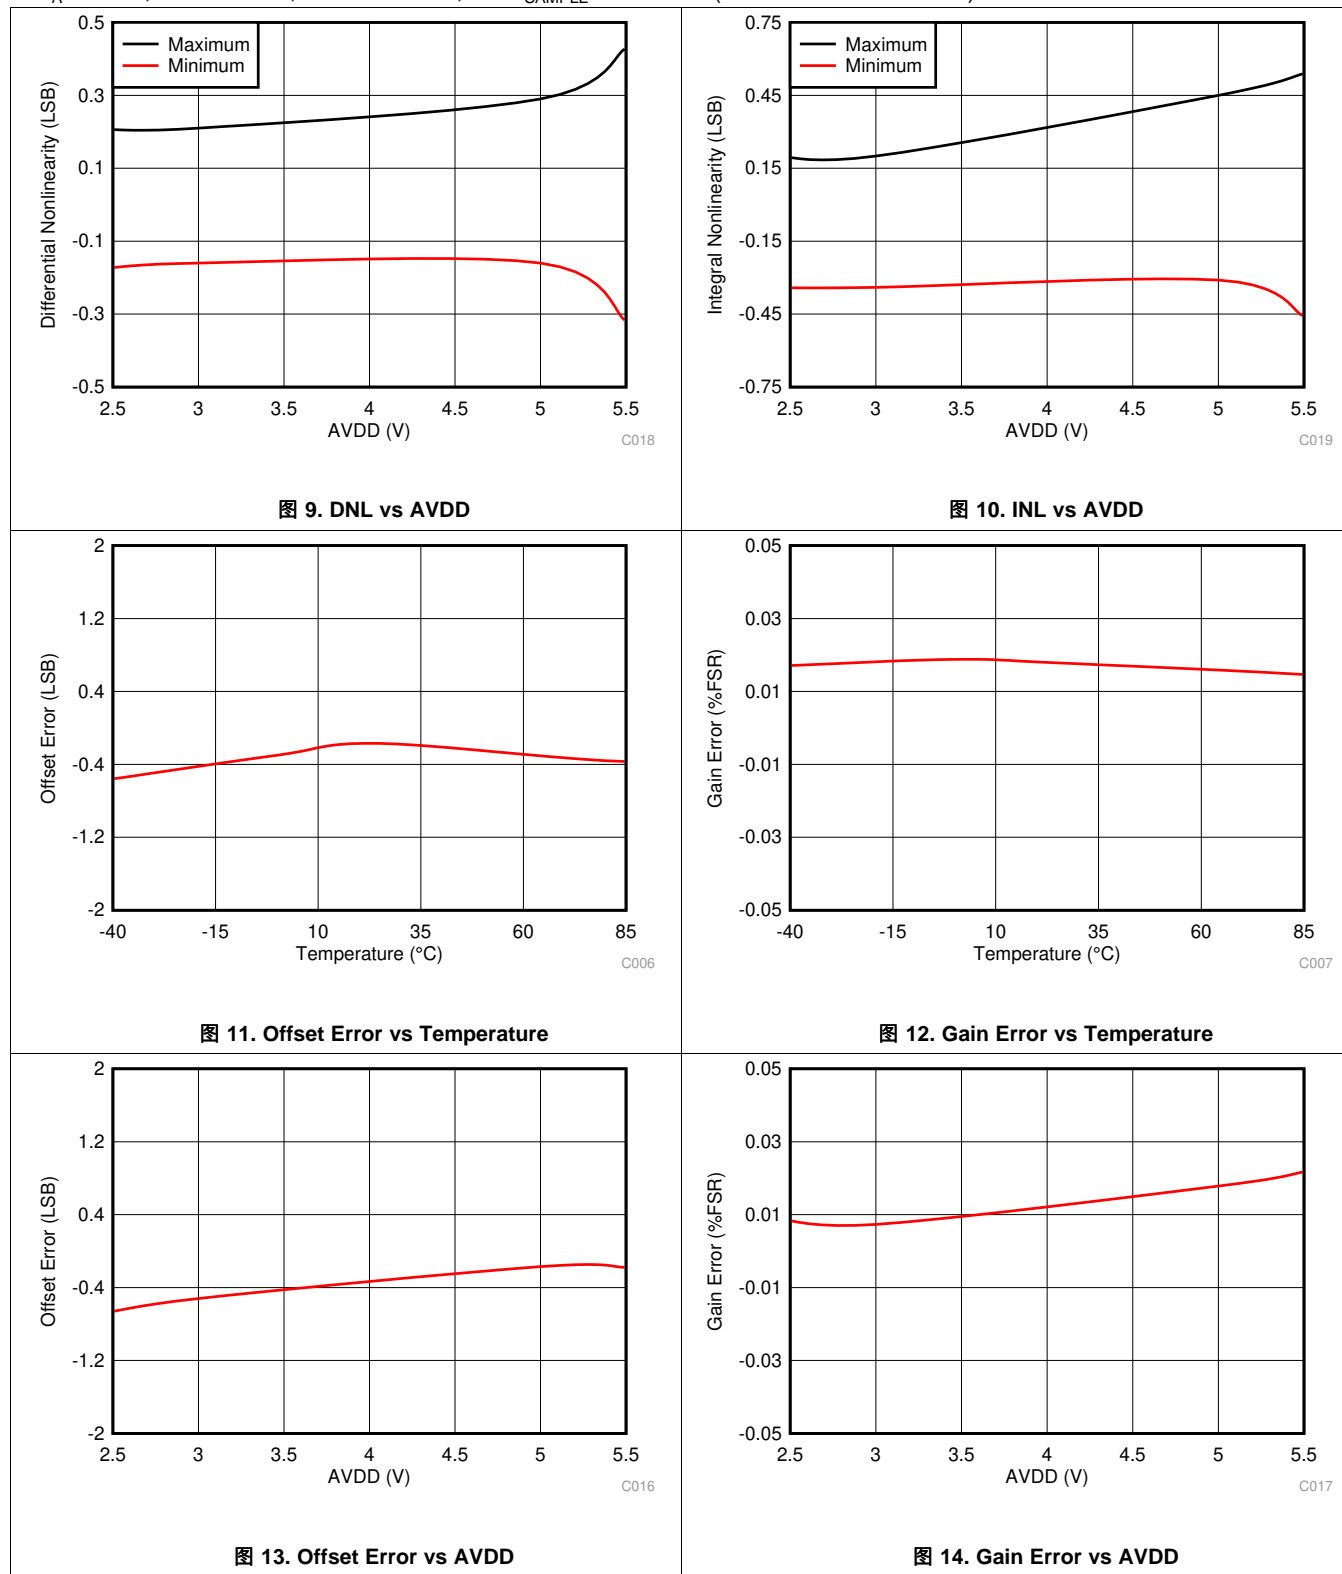 SAMPLE
0.5
0.3
0.1
-0.1
-0.3
-0.5
Differential Nonlinearity (LSB)
Maximum
Minimum
2.5 3 3.5 4 4.5 5 5.5
AVDD (V)
C018
图 9. DNL vs AVDD
0.75
0.45
0.15
-0.15
-0.45
-0.75
Integral Nonlinearity (LSB)
Maximum
Minimum
2.5 3 3.5 4 4.5 5 5.5
AVDD (V)
C019
图 10. INL vs AVDD
2
1.2
0.4
-0.4
-1.2
-2
Offset Error (LSB)
-40 -15 10 35 60 85
Temperature (°C)
C006
图 11. Offset Error vs Temperature
0.05
0.03
0.01
-0.01
-0.03
-0.05
Gain Error (%FSR)
-40 -15 10 35 60 85
Temperature (°C)
C007
图 12. Gain Error vs Temperature
2
1.2
0.4
-0.4
-1.2
-2
Offset Error (LSB)
2.5 3 3.5 4 4.5 5 5.5
AVDD (V)
C016
图 13. Offset Error vs AVDD
0.05
0.03
0.01
-0.01
-0.03
-0.05
Gain Error (%FSR)
2.5 3 3.5 4 4.5 5 5.5
AVDD (V)
C017
图 14. Gain Error vs AVDD